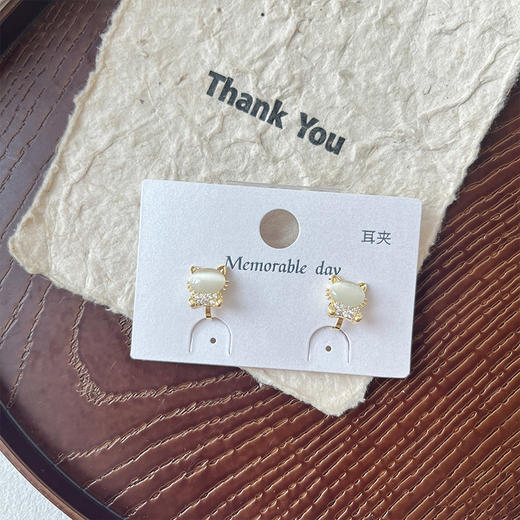 Thank You
耳夹
Memorable day